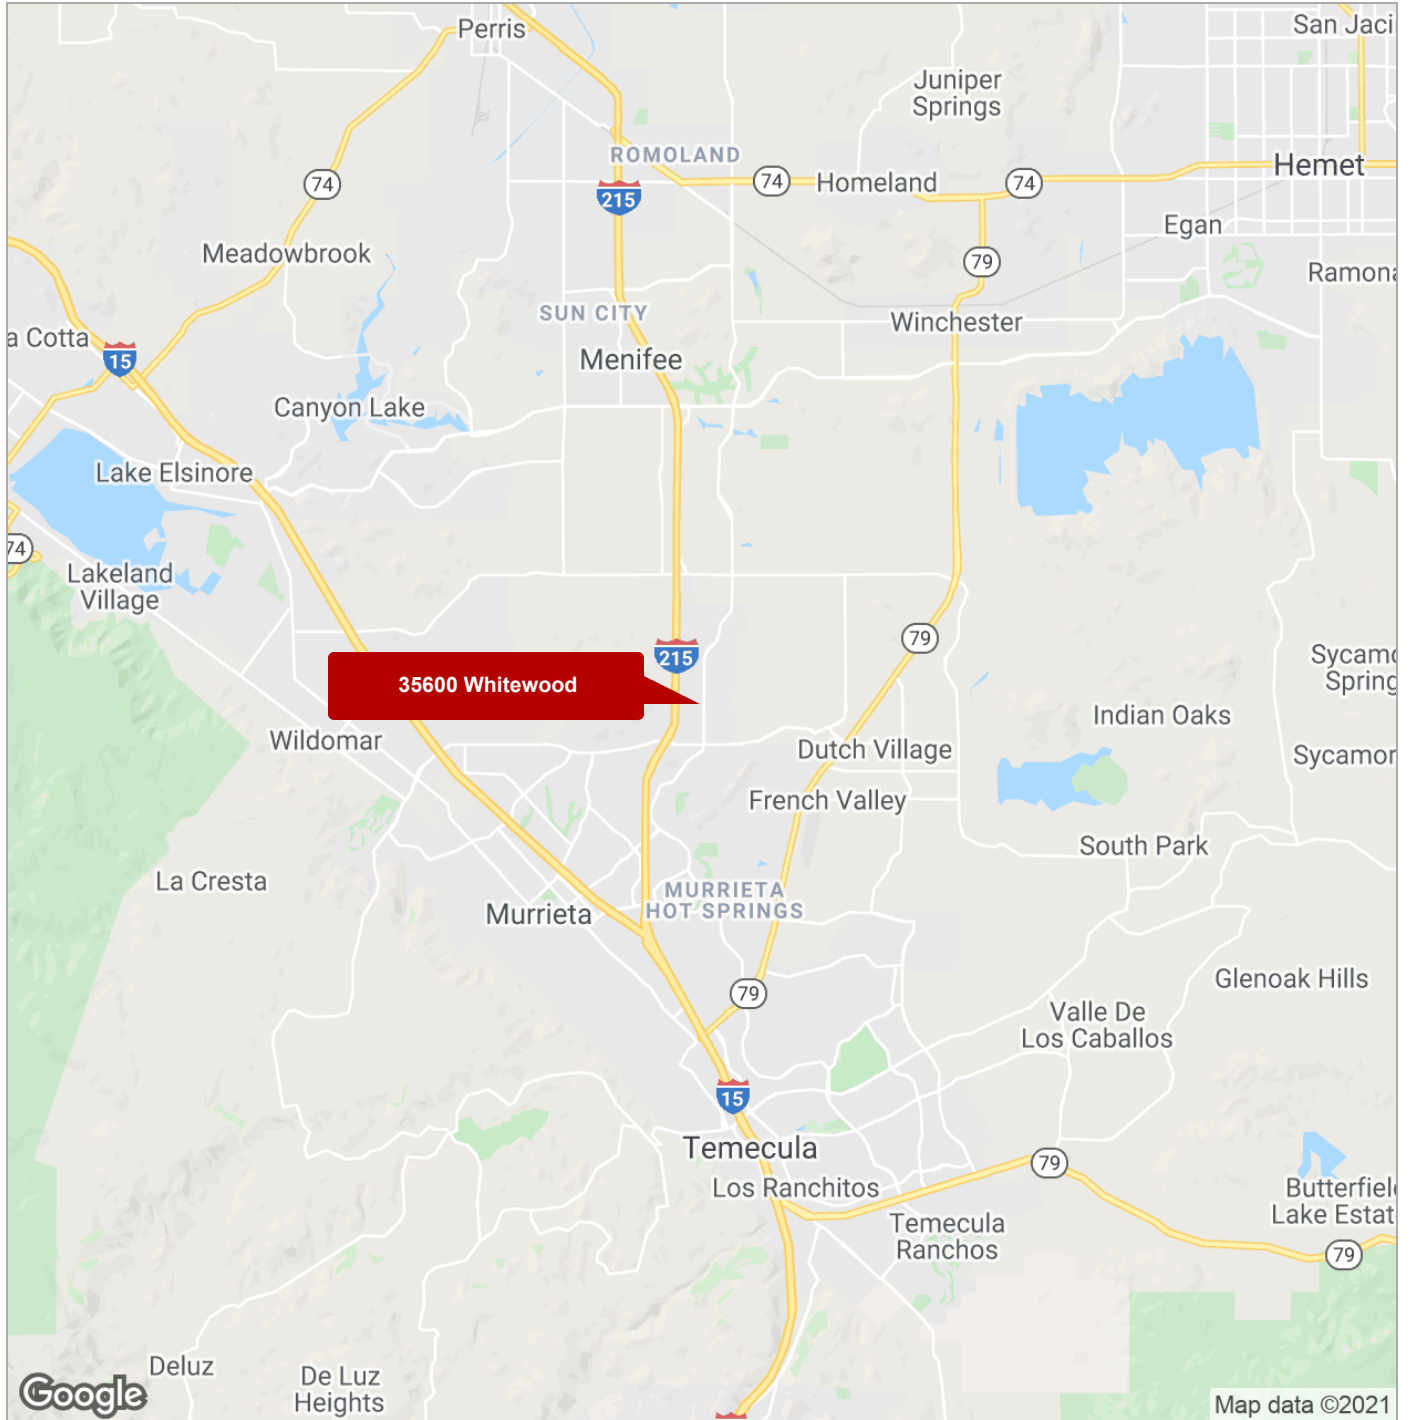 Perris
San Jaci
Juniper
Springs
ROMOLAND
74
215
74
Homeland
74
Hemet
Egan
Meadowbrook
79
Ramona
SUN CITY
Winchester
a Cotta
15
Menifee
Canyon Lake
Lake Elsinore
74
Lakeland
Village
79
215
Sycamo
Spring
35600 Whitewood
Indian Oaks
Wildomar
Dutch Village
Sycamor
French Valley
South Park
La Cresta
MURRIETA
HOT SPRINGS
Murrieta
Glenoak Hills
79
Valle De
Los Caballos
15
Temecula
79
Los Ranchitos
Butterfiel
Lake Estat
Temecula
Ranchos
79
Deluz
De Luz
Heights
Google
Map data ©2021